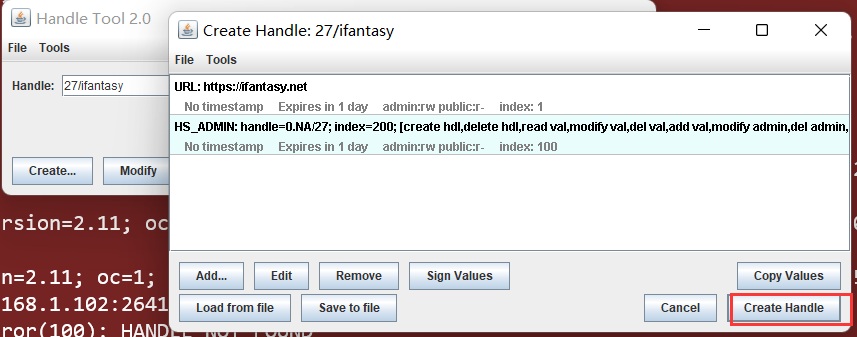 Handle Tool 2.0
File Tools
Handle: 27/ifantasy
Create... Modify
Create Handle: 27/ifantasy
File Tools
URL: https://ifantasy.net
No timestamp Expires in 1 day admin:rw public:r- index: 1
HS_ADMIN: handle=0.NA/27; index=200; [create hdl,delete hdl,read val,modify val,del val,add val,modify admin,del admin,
No timestamp Expires in 1 day admin:rw public:r- index: 100
Add... Edit Remove Sign Values Copy Values
Load from file Save to file Cancel Create Handle
rsion=2.11; oc
n=2.11; oc=1;
168.1.102:2641
ror(100): HANDLE NOT FOUND